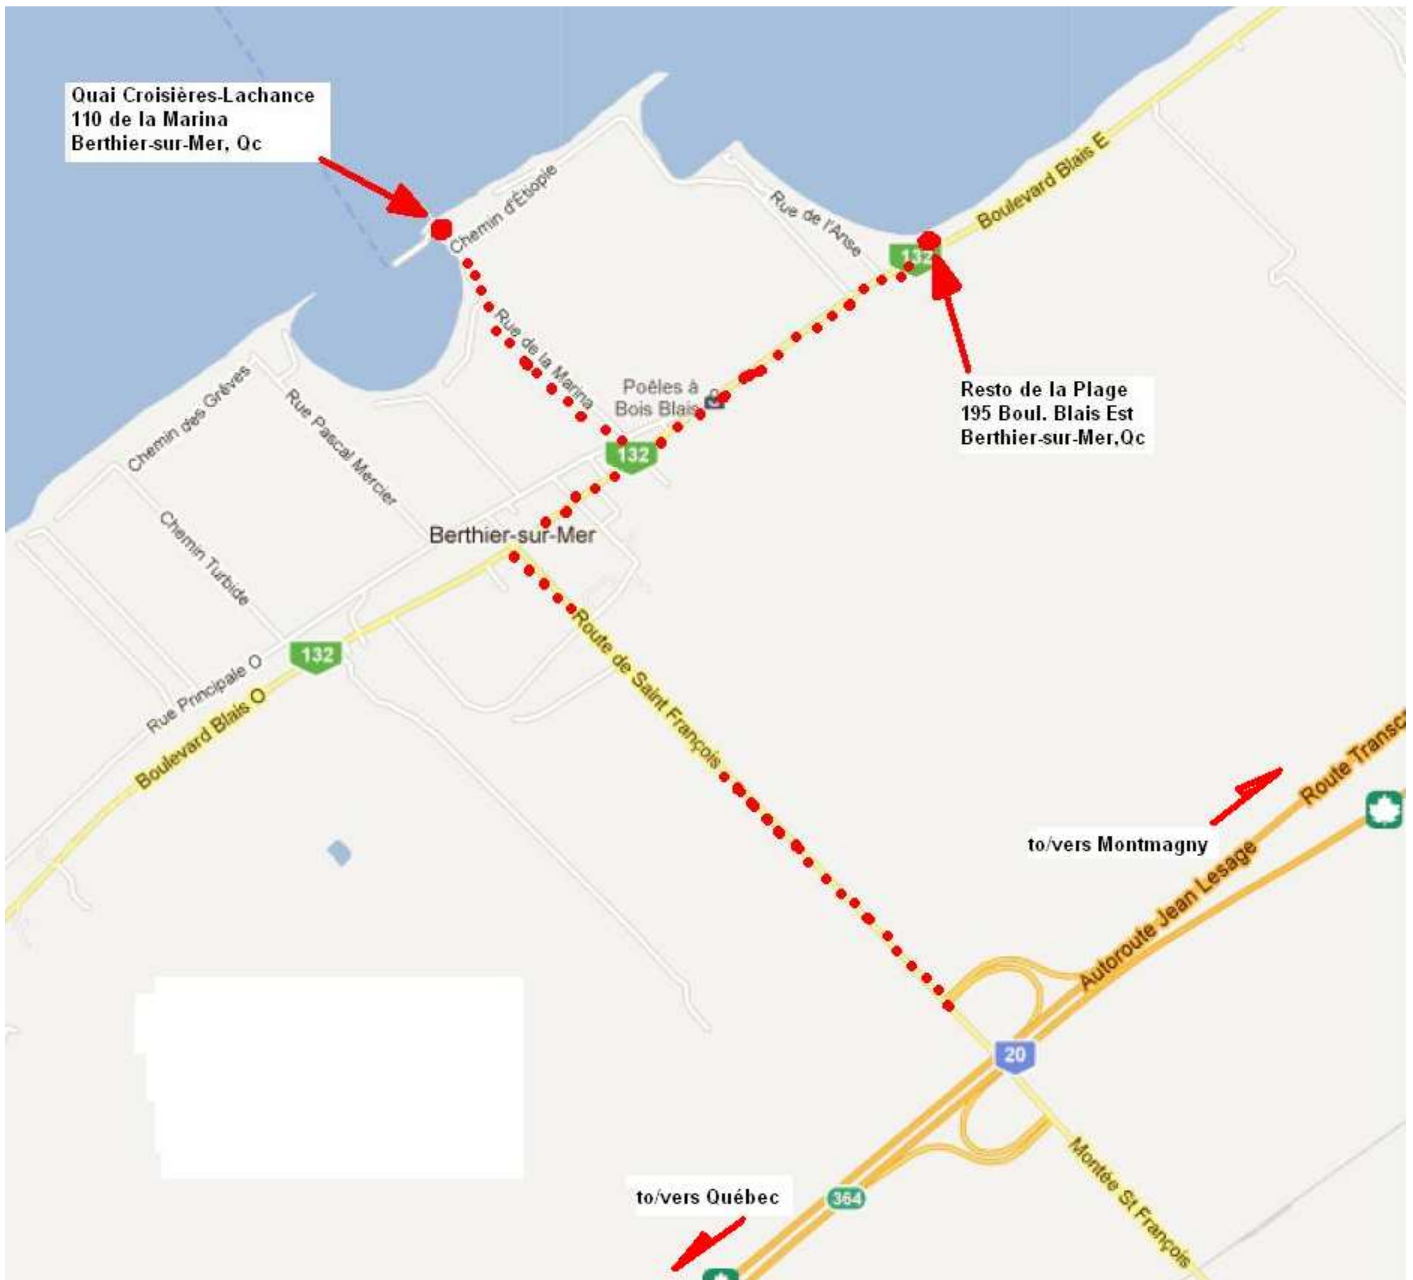 Quai Croisières-Lachance
110 de la Marina
Berthier-sur-Mer, Qc
Chemin d'Étiopie
Rue de l'Anse
Boulevard Blais E
132
Rue de la Marina
Poêles à
Bois Blais
Resto de la Plage
195 Boul. Blais Est
Berthier-sur-Mer,Qc
Chemin des Grêves
Rue Pascal Mercier
132
Berthier-sur-Mer
Chemin Turbide
Route de Saint François
132
Rue Principale O
Boulevard Blais O
Route Transc
to/vers Montmagny
Autoroute Jean Lesage
20
Montée St François
to/vers Québec
364